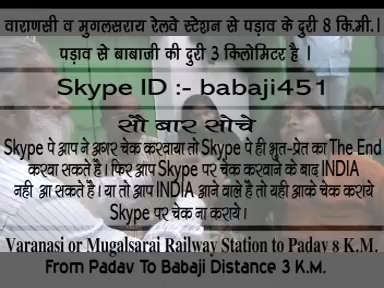 वाराणसी व मुगलसराय रेलवे स्टेशन से पड़ाव के दुरी 8 कि.मी.।
पड़ाव से बाबाजी की दुरी 3 किलोमिटर है ।
Skype ID :- babaji451
सौ बार सोचे
Skype पे आप ने अगर चेक करवाया तो Skype पे ही भुत-प्रेत का The End
करवा सकते है। फिर आप Skype पर चेक करवाने के बाद INDIA
नही आ सकते है। या तो आप INDIA आने वाले है तो यही आके चेक कराये
Skype पर चेक ना कराये।
Varanasi or Mugalsarai Railway Station to Padav 8 K.M.
From Padav To Babaji Distance 3 K.M.